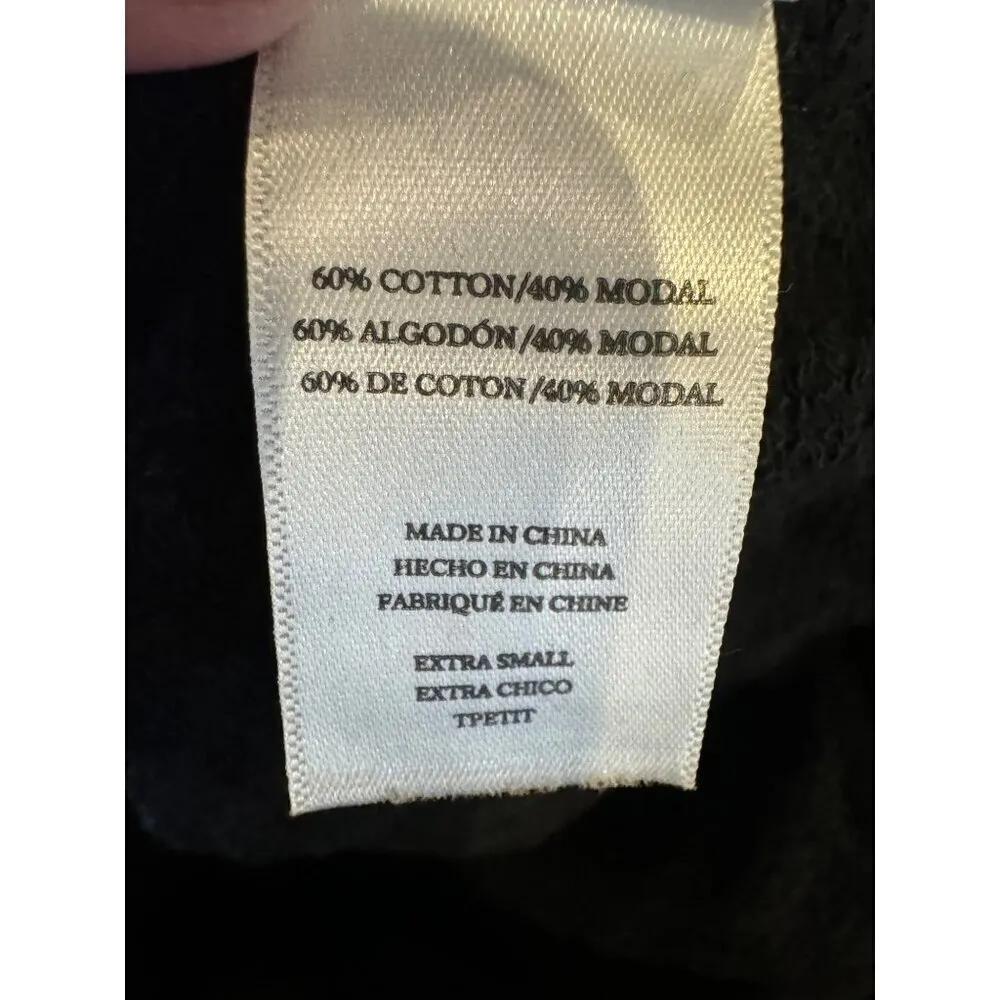 60% COTTON/40% MODAL
60% ALGODÓN/40% MODAL
60% DE COTON/40% MODAL
MADE IN CHINA
HECHO EN CHINA
FABRIQUÉ EN CHINE
EXTRA SMALL
EXTRA CHICO
TPETIT